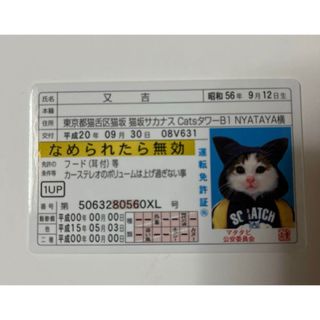 氏名 又吉 昭和56年 9月12日生
本籍
住所 東京都猫舌区猫坂 猫坂サカナス CatsタワーB1 NYATAYA横
交付 平成20年 09月 30日 08V631
なめられたら無効
免許の条件等 フード(耳付)等
カーステレオのボリュームは上げ過ぎない事
1UP
番号 第 5063280560XL 号
平成00年00月00日
平成15年05月03日
二種 平成00年00月00日
種類
運転免許証
SCRATCH
マタタビ
公安委員会